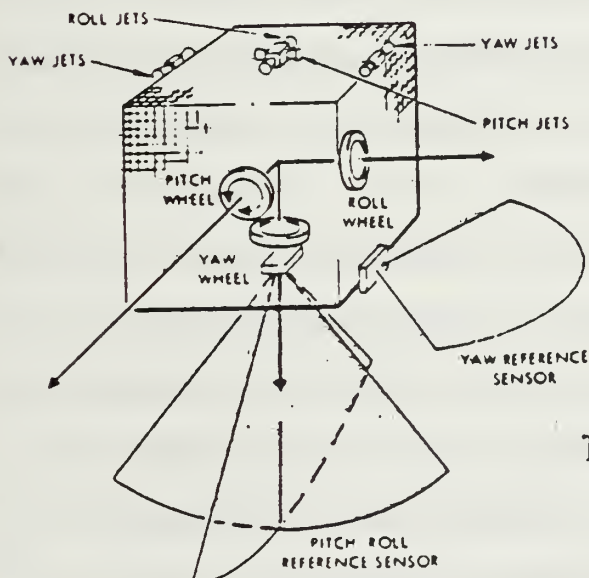 ROLL JETS
YAW JETS
YAW JETS
PITCH JETS
PITCH
WHEEL
ROLL
WHEEL
YAW
WHEEL
YAW REFERENCE
SENSOR
PITCH ROLL
REFERENCE SENSOR